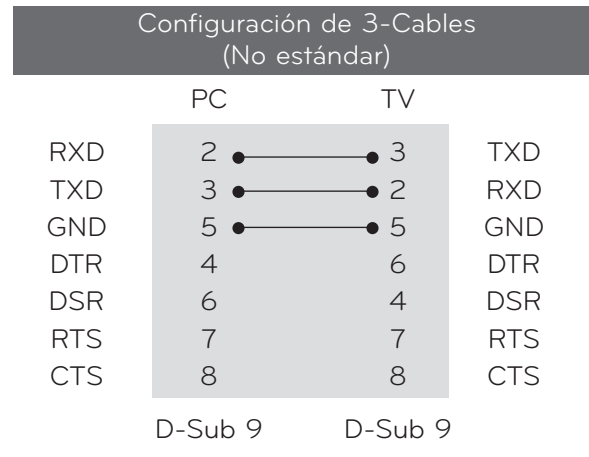 Configuración de 3-Cables
(No estándar)
PC TV
RXD 2 3 TXD
TXD 3 2 RXD
GND 5 5 GND
DTR 4 6 DTR
DSR 6 4 DSR
RTS 7 7 RTS
CTS 8 8 CTS
D-Sub 9 D-Sub 9